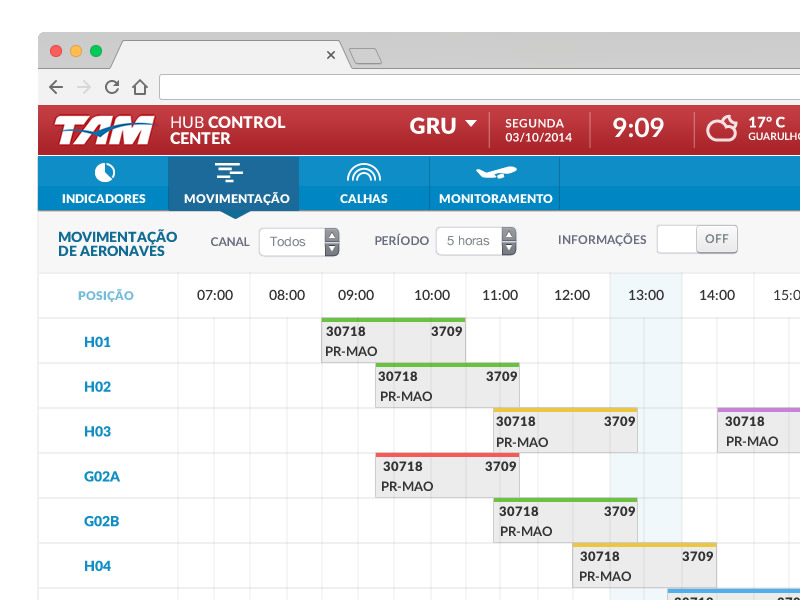 TAM
HUB CONTROL
CENTER
GRU
SEGUNDA
03/10/2014
9:09
17° C
GUARULHO
INDICADORES
MOVIMENTAÇÃO
CALHAS
MONITORAMENTO
MOVIMENTAÇÃO
DE AERONAVES
CANAL
Todos
PERÍODO
5 horas
INFORMAÇÕES
OFF
POSIÇÃO
07:00
08:00
09:00
10:00
11:00
12:00
13:00
14:00
15:0
H01
30718 3709
PR-MAO
H02
30718 3709
PR-MAO
H03
30718 3709
PR-MAO
30718
PR-MAO
G02A
30718 3709
PR-MAO
G02B
30718 3709
PR-MAO
H04
30718 3709
PR-MAO